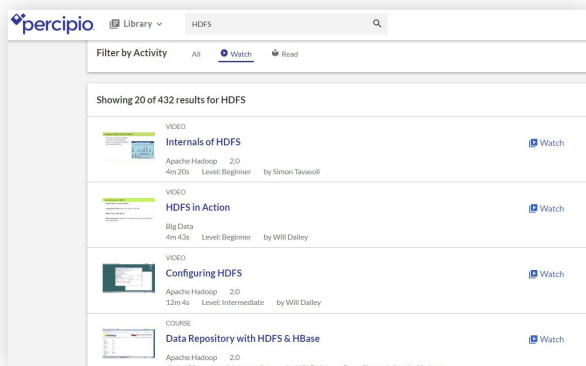 percipio.
Library
HDFS
Filter by Activity
All
Watch
Read
Showing 20 of 432 results for HDFS
VIDEO
Internals of HDFS
Watch
Apache Hadoop 2.0
4m 20s Level: Beginner by Simon Tavasoli
VIDEO
HDFS in Action
Watch
Big Data
4m 43s Level: Beginner by Will Dailey
VIDEO
Configuring HDFS
Watch
Apache Hadoop 2.0
12m 4s Level: Intermediate by Will Dailey
COURSE
Data Repository with HDFS & HBase
Watch
Apache Hadoop 2.0